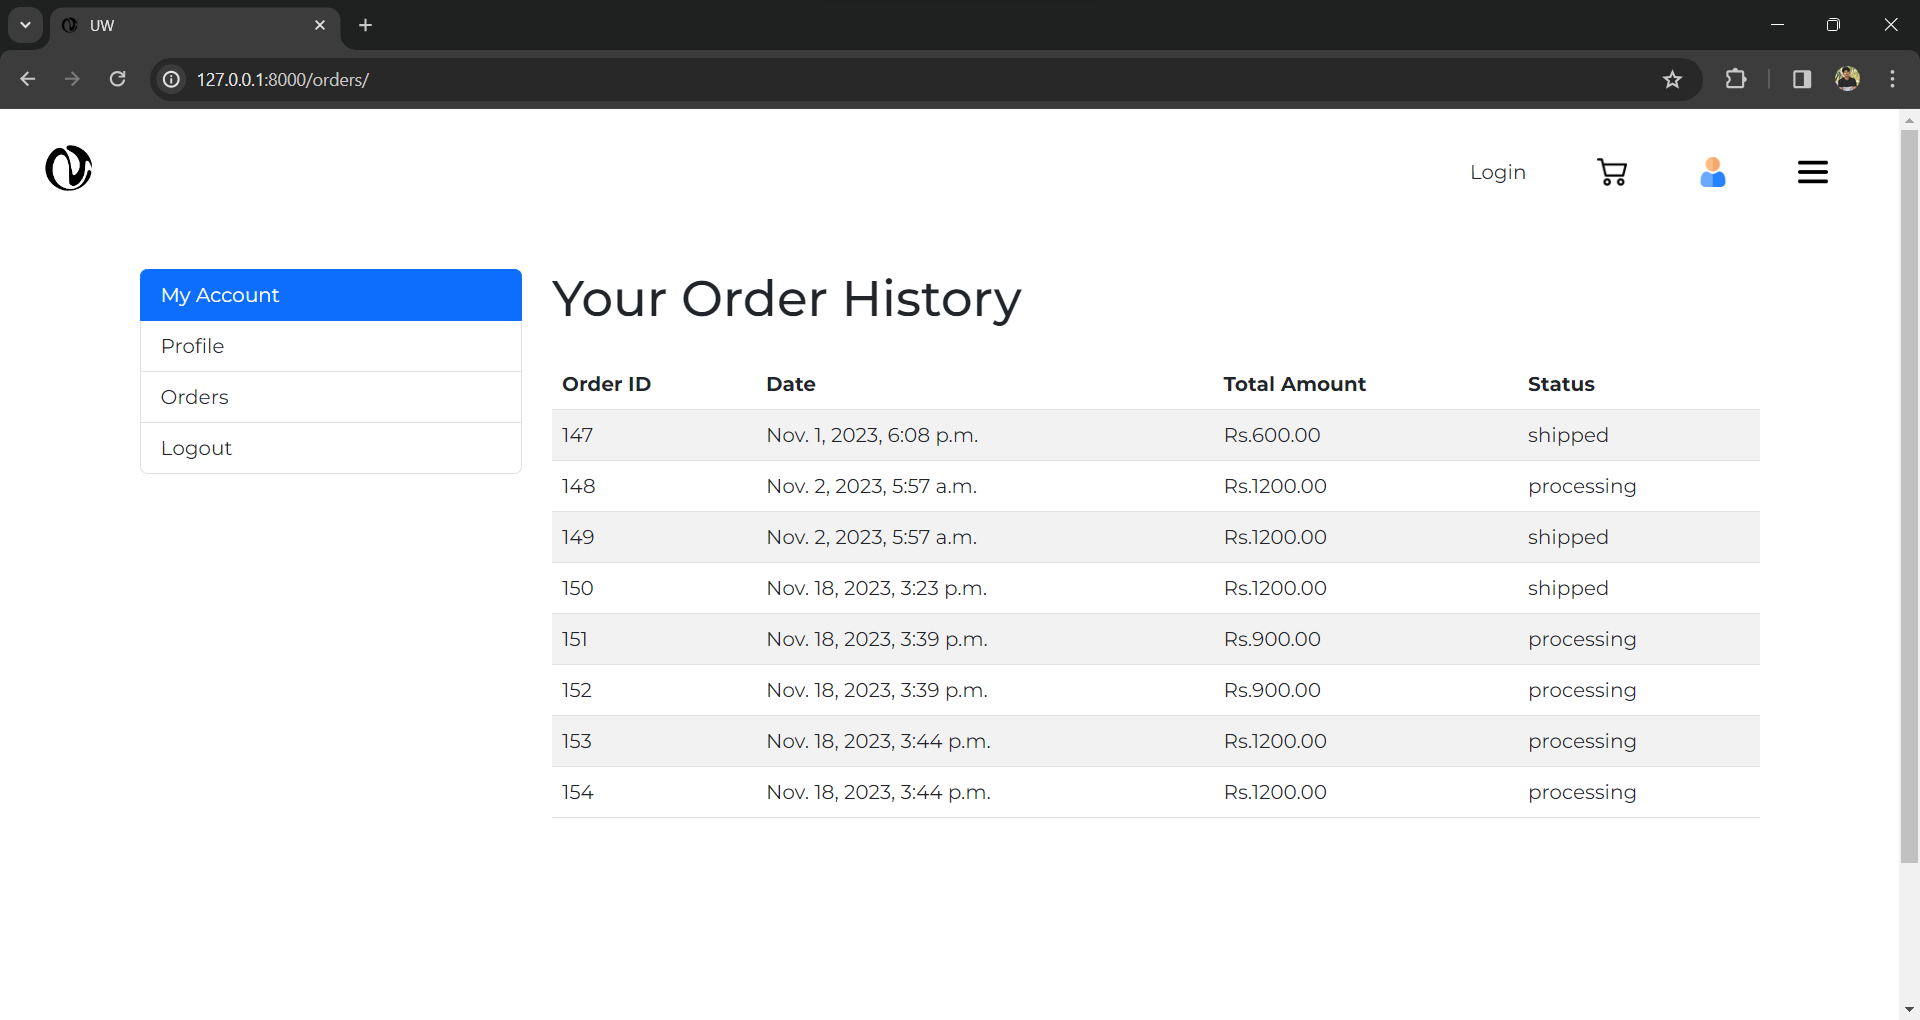 UW
127.0.0.1:8000/orders/
Login
My Account
Profile
Orders
Logout
Your Order History
Order ID Date Total Amount Status
147 Nov. 1, 2023, 6:08 p.m. Rs.600.00 shipped
148 Nov. 2, 2023, 5:57 a.m. Rs.1200.00 processing
149 Nov. 2, 2023, 5:57 a.m. Rs.1200.00 shipped
150 Nov. 18, 2023, 3:23 p.m. Rs.1200.00 shipped
151 Nov. 18, 2023, 3:39 p.m. Rs.900.00 processing
152 Nov. 18, 2023, 3:39 p.m. Rs.900.00 processing
153 Nov. 18, 2023, 3:44 p.m. Rs.1200.00 processing
154 Nov. 18, 2023, 3:44 p.m. Rs.1200.00 processing